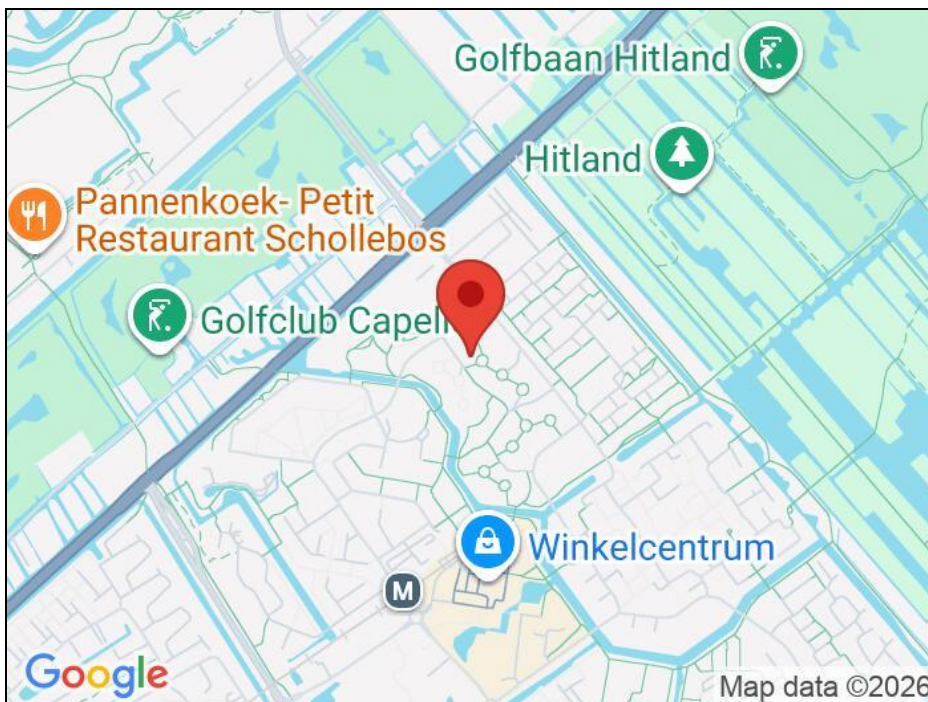 Golfbaan Hitland
Hitland
Pannenkoek- Petit
Restaurant Schollebos
Golfclub Capell
Winkelcentrum
M
Google
Map data ©2026